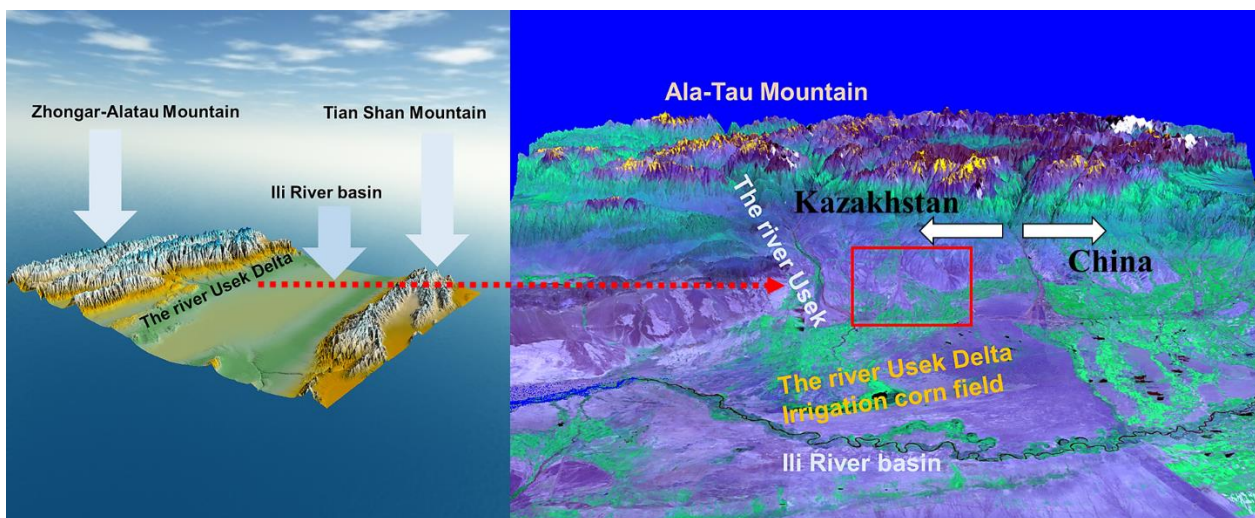 Zhongar-Alatau Mountain
Tian Shan Mountain
Ili River basin
The river Usek Delta
Ala-Tau Mountain
The river Usek
Kazakhstan
China
The river Usek Delta
Irrigation corn field
Ili River basin